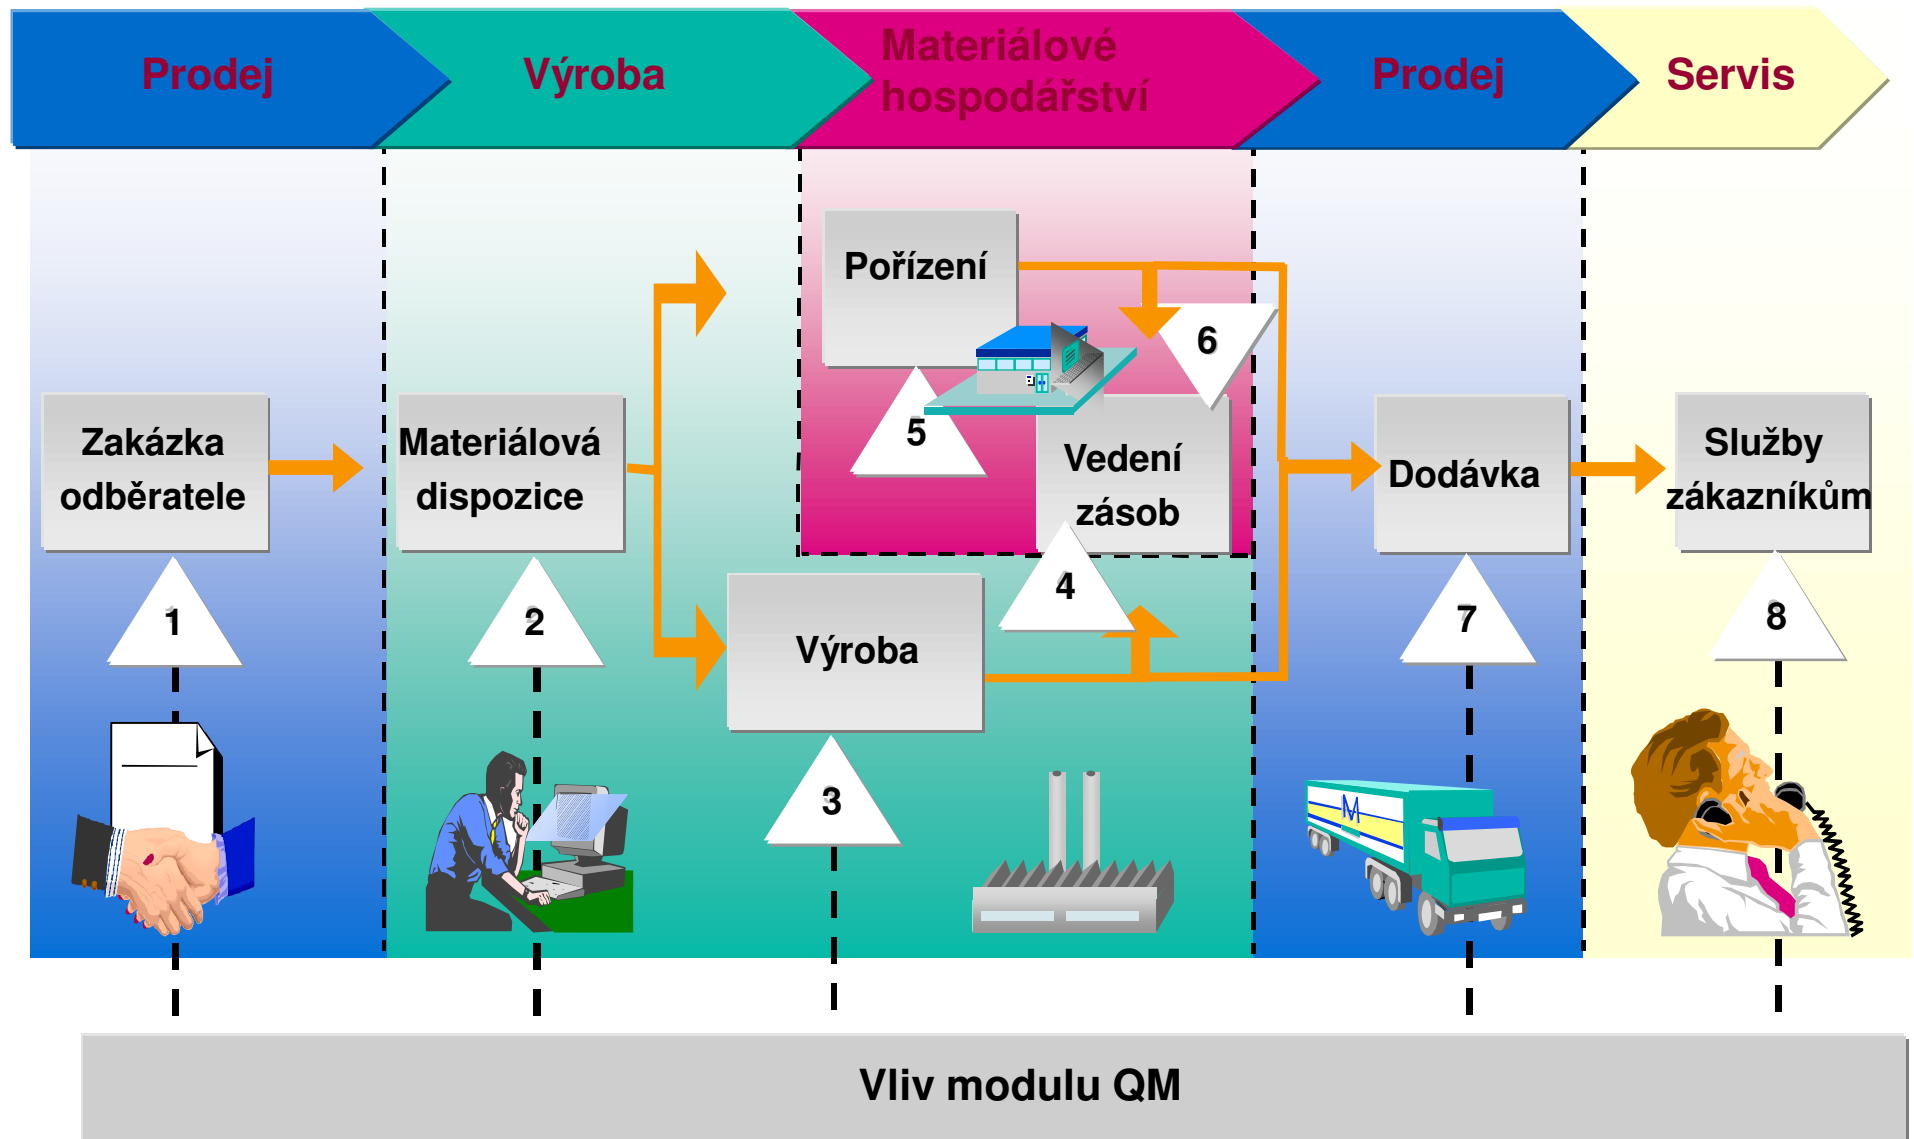 Prodej
Výroba
Materiálové
hospodářství
Prodej
Servis
Pořízení
6
5
Zakázka
odběratele
Materiálová
dispozice
Vedení
zásob
Dodávka
Služby
zákazníkům
4
1
2
Výroba
7
8
3
M
Vliv modulu QM